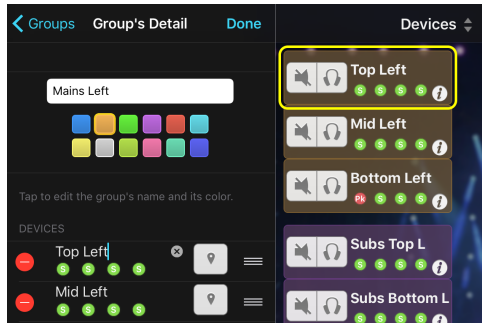 Groups Group's Detail Done
Mains Left
Tap to edit the group's name and its color.
DEVICES
Top Left
S S S S
Mid Left
S S S S
Devices
Top Left
S S S S i
Mid Left
S S S S i
Bottom Left
Pk S S S i
Subs Top L
S S S S i
Subs Bottom L
S S S S i